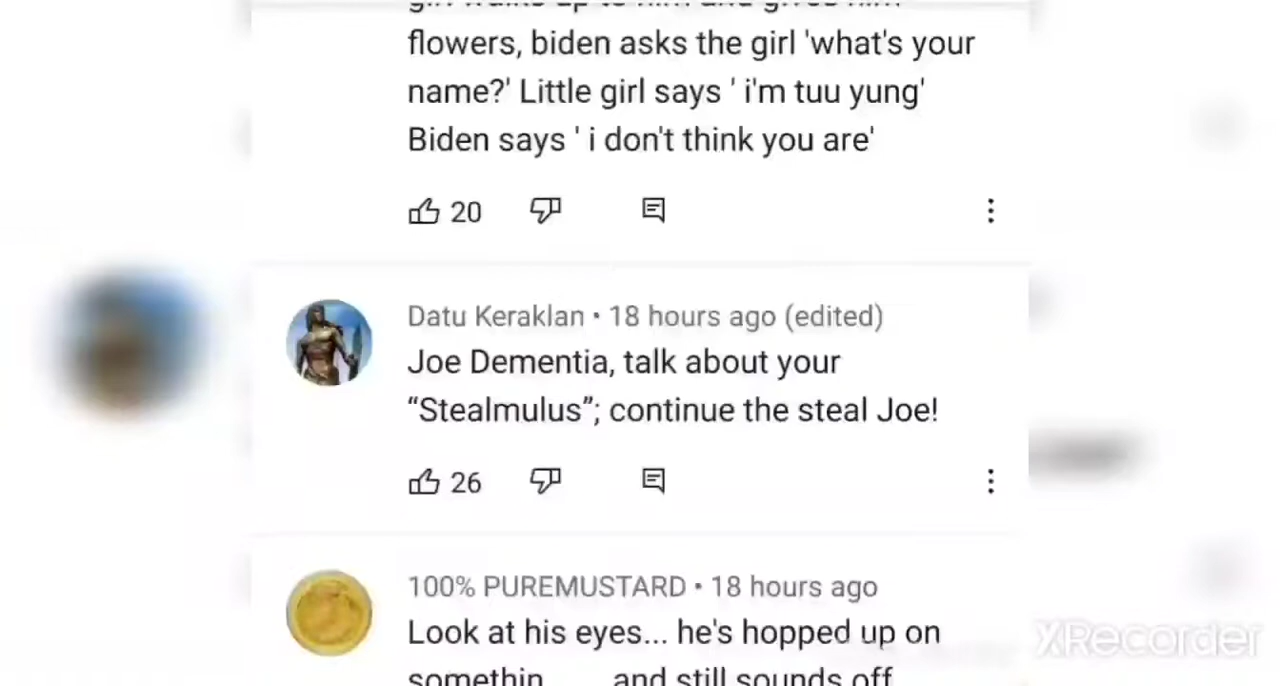 flowers, biden asks the girl 'what's your
name?' Little girl says ' i'm tuu yung'
Biden says ' i don't think you are'
20
Datu Keraklan • 18 hours ago (edited)
Joe Dementia, talk about your
“Stealmulus”; continue the steal Joe!
26
100% PUREMUSTARD • 18 hours ago
Look at his eyes... he's hopped up on
somethin and still sounds off
XRecorder